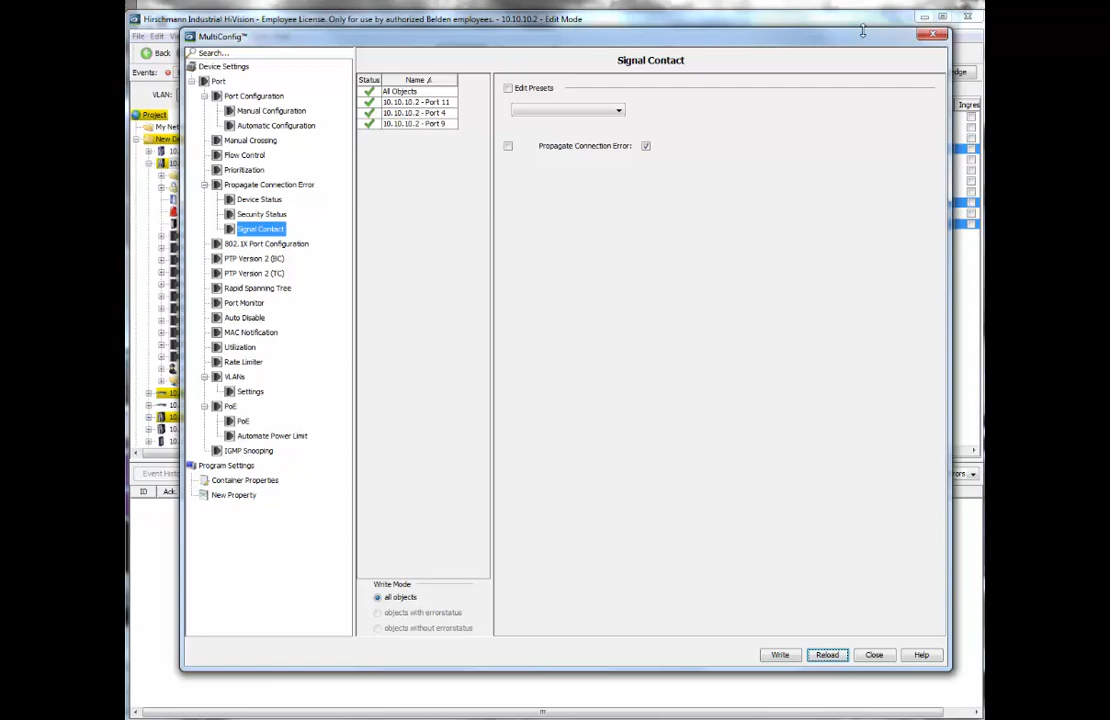 Hirschmann Industrial HiVision - Employee License. Only for use by authorized Belden employees. - 10.10.10.2 - Edit Mode
File Edit
MultiConfig™
Back
Search...
Signal Contact
Events:
Device Settings
Port
Status Name
Edit Presets
All Objects
VLAN:
Port Configuration
10.10.10.2 - Port 11
Ingres
Manual Configuration
10.10.10.2 - Port 4
Project
Automatic Configuration
10.10.10.2 - Port 9
Manual Crossing
Propagate Connection Error:
Flow Control
Prioritization
Propagate Connection Error
Device Status
Security Status
Signal Contact
802.1X Port Configuration
PTP Version 2 (BC)
PTP Version 2 (TC)
Rapid Spanning Tree
Port Monitor
Auto Disable
MAC Notification
Utilization
Rate Limiter
VLANs
Settings
PoE
PoE
Automate Power Limit
IGMP Snooping
Program Settings
Container Properties
New Property
ID Ack.
Write Mode
all objects
objects with errorstatus
objects without errorstatus
Write Reload Close Help